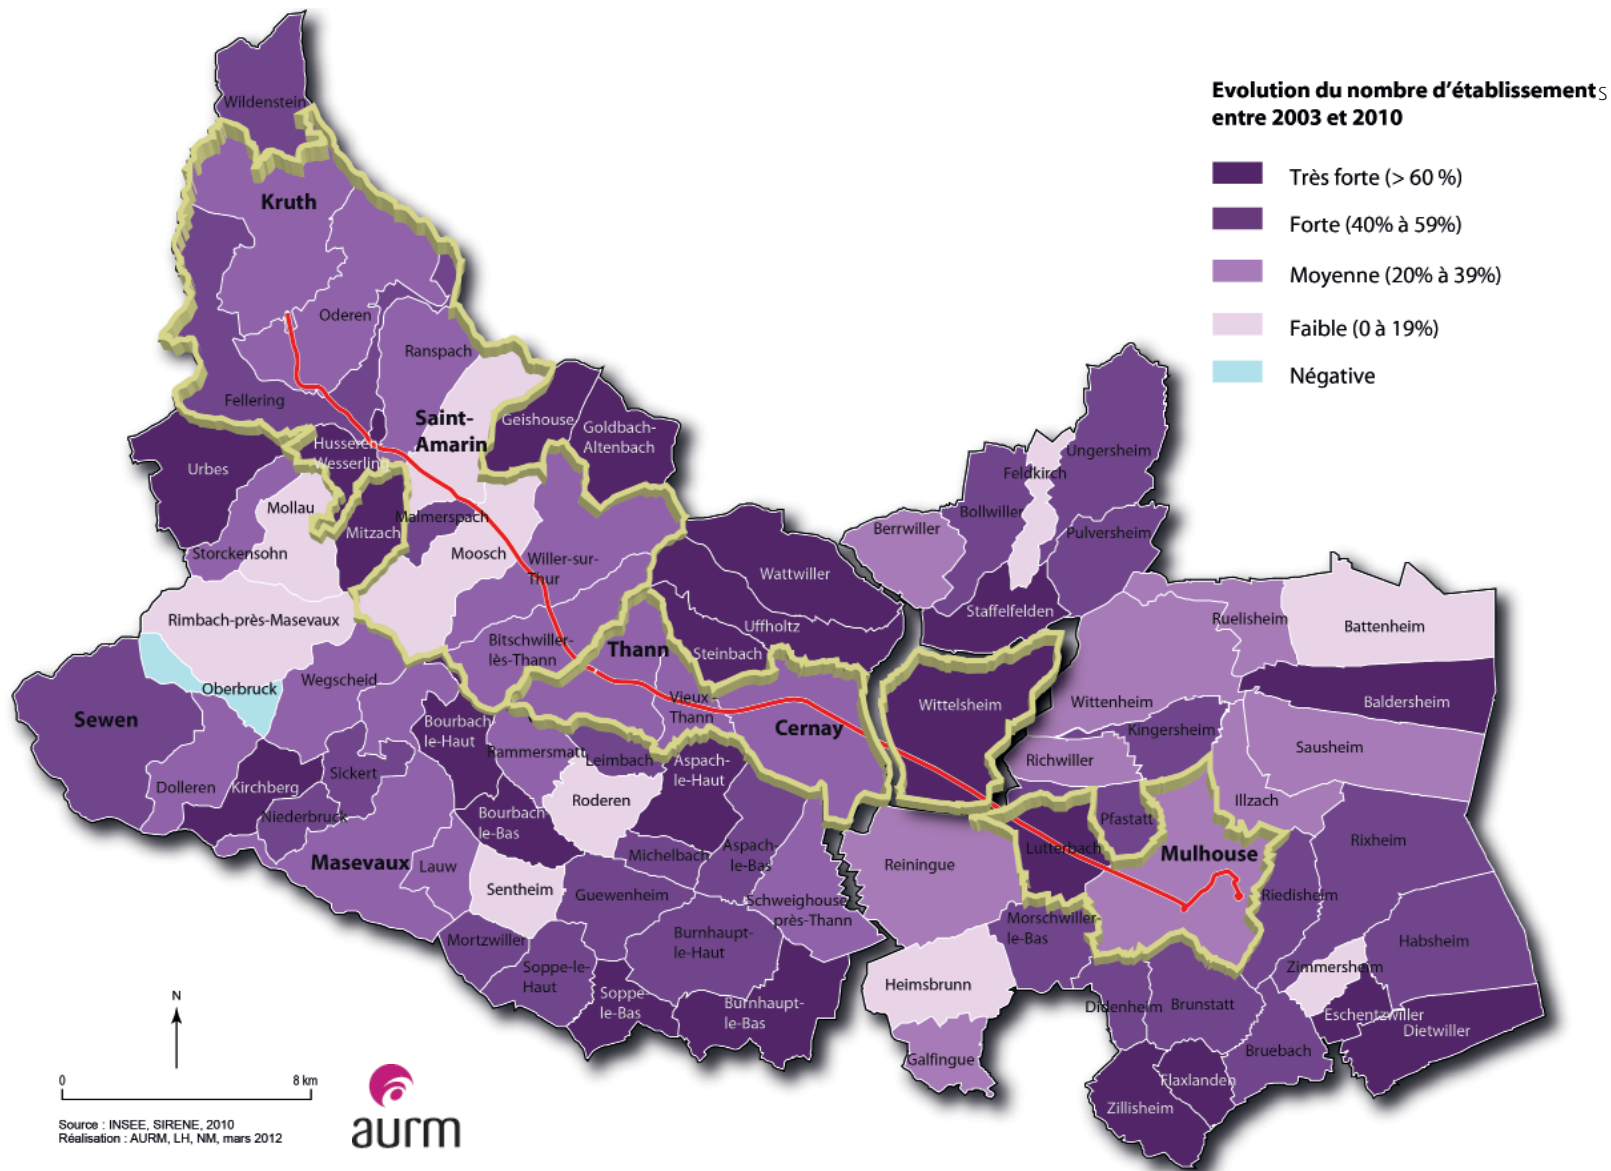 Evolution du nombre d'établissements
entre 2003 et 2010
Très forte (> 60 %)
Forte (40% à 59%)
Moyenne (20% à 39%)
Faible (0 à 19%)
Négative
Wildenstein
Kruth
Oderen
Ranspach
Fellering
Saint-
Amarin
Geishouse
Goldbach-
Altenbach
Husseren-
Wesserling
Urbes
Mollau
Mitzach
Malmerspach
Storckensohn
Moosch
Willer-sur-
Thur
Rimbach-près-Masevaux
Bitschwiller-
lès-Thann
Thann
Wattwiller
Uffholtz
Steinbach
Oberbruck
Wegscheid
Sewen
Vieux-
Thann
Cernay
Bourbach-
le-Haut
Rammersmatt
Leimbach
Aspach-
le-Haut
Dolleren
Kirchberg
Sickert
Niederbruck
Roderen
Bourbach-
le-Bas
Masevaux
Lauw
Michelbach
Aspach-
le-Bas
Sentheim
Guewenheim
Schweighouse-
près-Thann
Mortzwiller
Burnhaupt-
le-Haut
Soppe-le-
Haut
Soppe-
le-Bas
Burnhaupt-
le-Bas
Ungersheim
Feldkirch
Bollwiller
Berrwiller
Pulversheim
Staffelfelden
Ruelisheim
Battenheim
Wittelsheim
Wittenheim
Baldersheim
Kingersheim
Sausheim
Richwiller
Illzach
Pfastatt
Lutterbach
Mulhouse
Rixheim
Reiningue
Riedisheim
Morschwiller-
le-Bas
Habsheim
Heimsbrunn
Zimmersheim
Didenheim
Brunstatt
Eschentzwiller
Dietwiller
Galfingue
Bruebach
Flaxlanden
Zillisheim
N
0 8 km
Source : INSEE, SIRENE, 2010
Réalisation : AURM, LH, NM, mars 2012
aurm